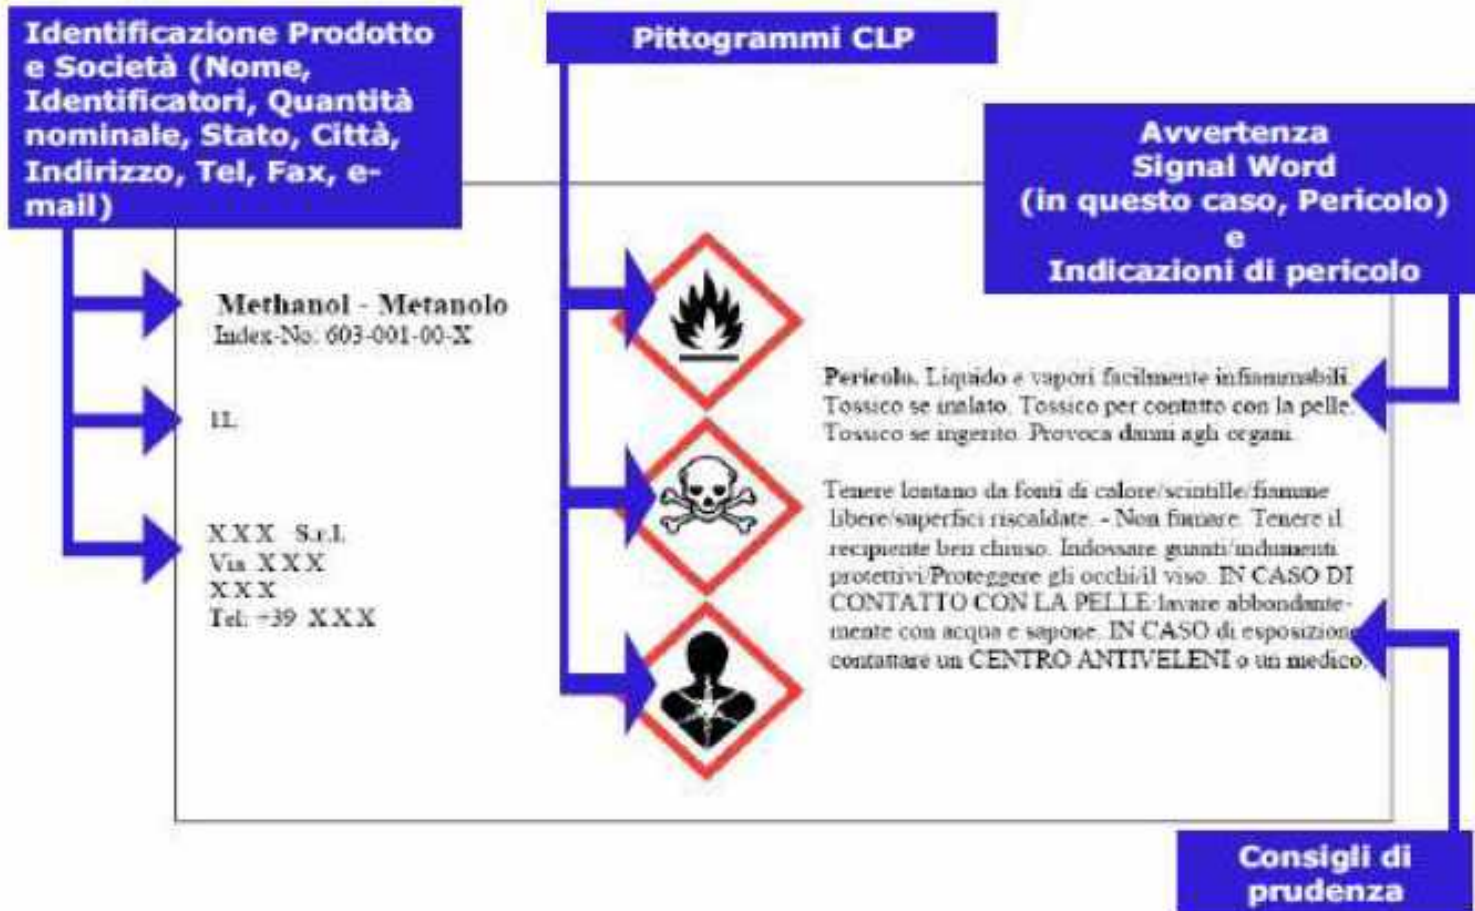 Identificazione Prodotto
e Società (Nome,
Identificatori, Quantità
nominale, Stato, Città,
Indirizzo, Tel, Fax, e-
mail)
Pittogrammi CLP
Avvertenza
Signal Word
(in questo caso, Pericolo)
e
Indicazioni di pericolo
Methanol - Metanolo
Index-No. 603-001-00-X
1L
XXX S.r.l.
Via XXX
XXX
Tel. +39 XXX
Pericolo. Liquido e vapori facilmente infiammabili.
Tossico se inalato. Tossico per contatto con la pelle.
Tossico se ingerito. Provoca danni agli organi.
Tenere lontano da fonti di calore/scintille/fiamme
libere/superfici riscaldate. - Non fumare. Tenere il
recipiente ben chiuso. Indossare guanti/indumenti
protettivi/Proteggere gli occhi/il viso. IN CASO DI
CONTATTO CON LA PELLE lavare abbondante-
mente con acqua e sapone. IN CASO di esposizione
contattare un CENTRO ANTIVELENI o un medico.
Consigli di
prudenza